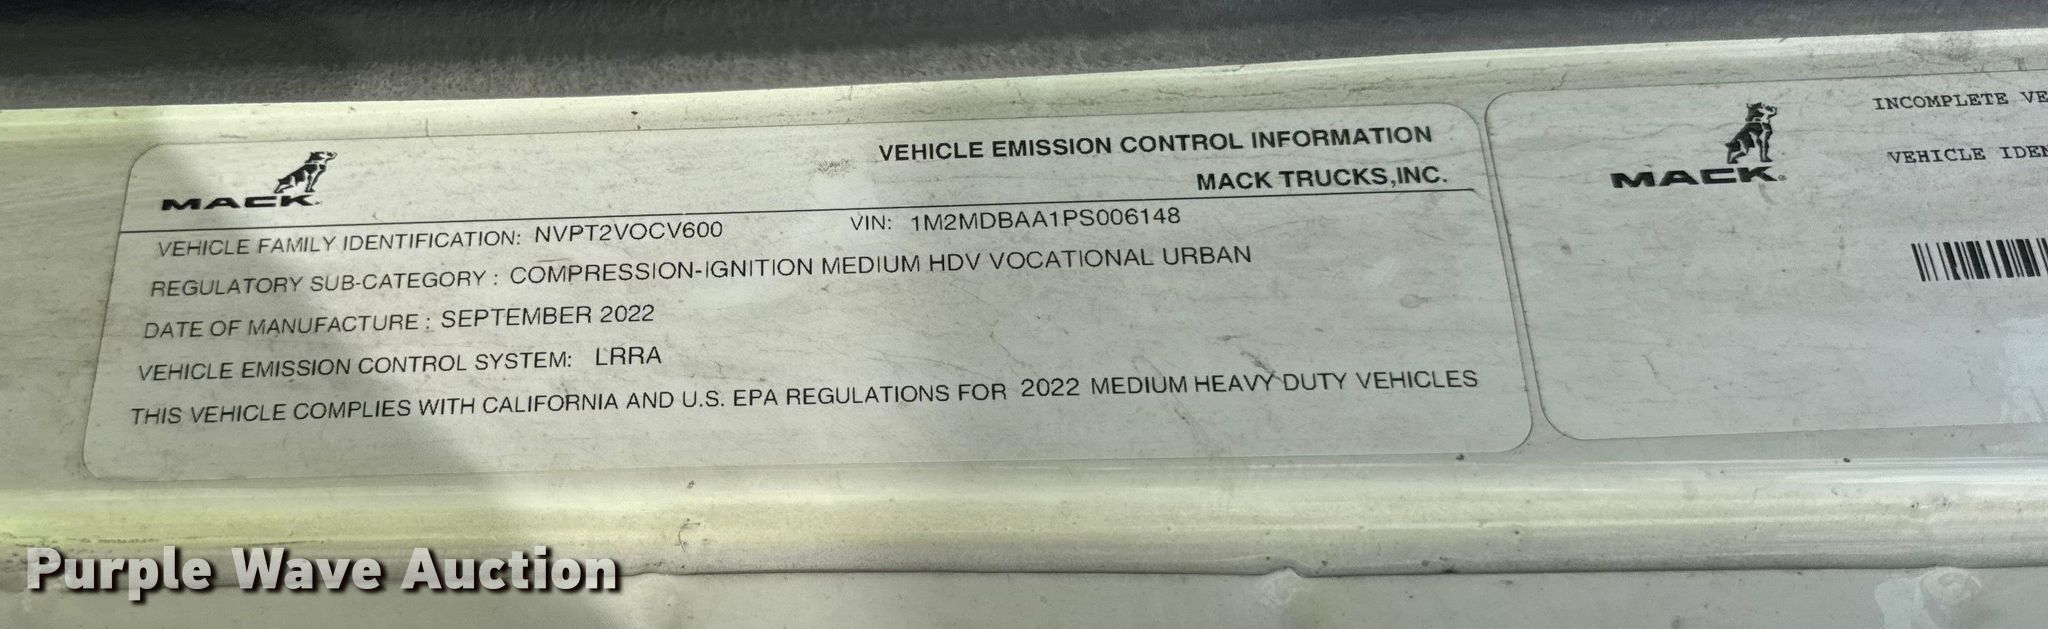 MACK
VEHICLE EMISSION CONTROL INFORMATION
MACK TRUCKS,INC.
VEHICLE FAMILY IDENTIFICATION: NVPT2VOCV600 VIN: 1M2MDBAA1PS006148
REGULATORY SUB-CATEGORY : COMPRESSION-IGNITION MEDIUM HDV VOCATIONAL URBAN
DATE OF MANUFACTURE : SEPTEMBER 2022
VEHICLE EMISSION CONTROL SYSTEM: LRRA
THIS VEHICLE COMPLIES WITH CALIFORNIA AND U.S. EPA REGULATIONS FOR 2022 MEDIUM HEAVY DUTY VEHICLES
MACK
INCOMPLETE VE
VEHICLE IDEN
Purple Wave Auction